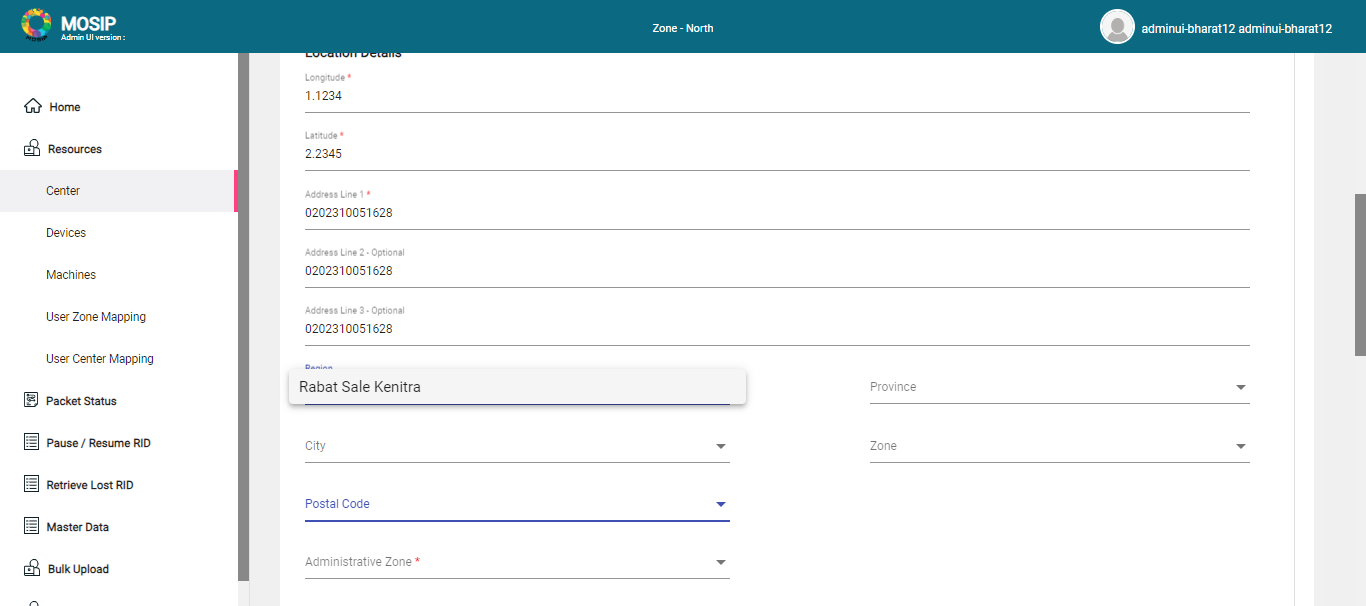 MOSIP
Admin UI version :
Zone - North
adminui-bharat12 adminui-bharat12
Home
Resources
Center
Devices
Machines
User Zone Mapping
User Center Mapping
Packet Status
Pause / Resume RID
Retrieve Lost RID
Master Data
Bulk Upload
Location Details
Longitude *
1.1234
Latitude *
2.2345
Address Line 1 *
0202310051628
Address Line 2 - Optional
0202310051628
Address Line 3 - Optional
0202310051628
Region
Rabat Sale Kenitra
Province
City
Zone
Postal Code
Administrative Zone *